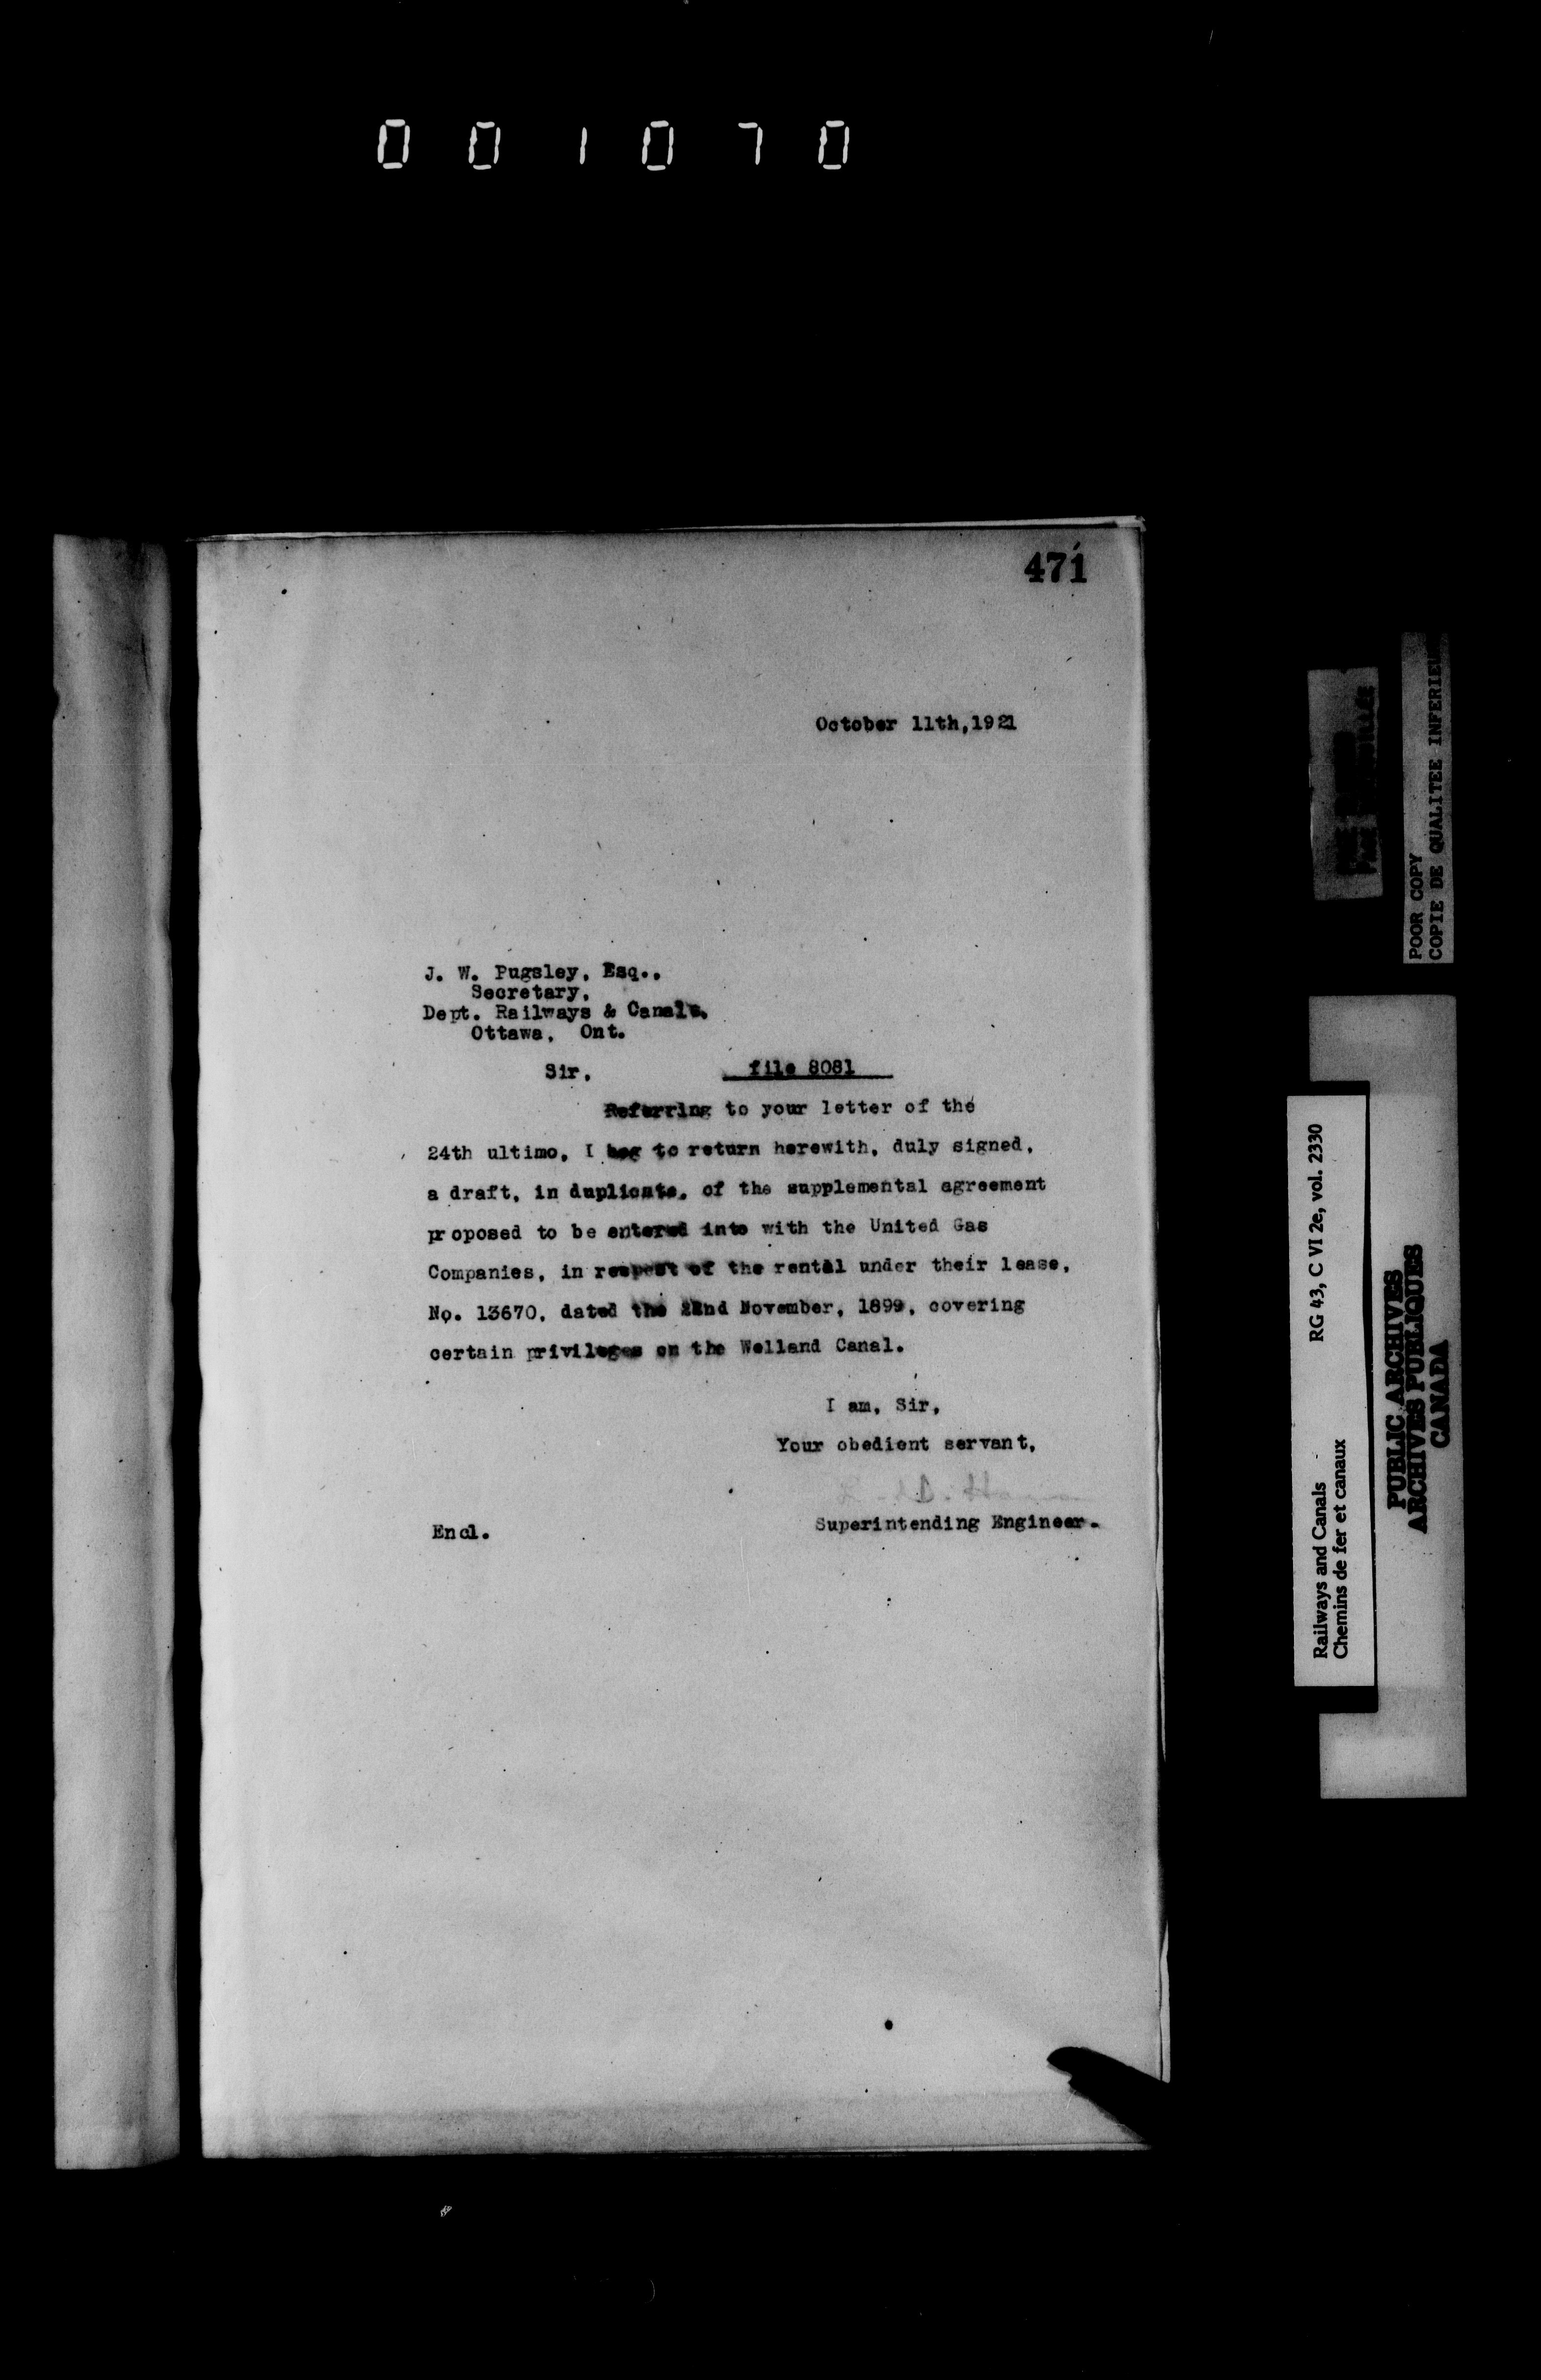 001070
471
October 11th,1921
J. W. Pugsley, Esq.,
Secretary,
Dept. Railways & Canals,
Ottawa, Ont.
Sir,
file 8081
Referring to your letter of the
24th ultimo, I beg to return herewith, duly signed,
a draft, in duplicate, of the supplemental agreement
proposed to be entered into with the United Gas
Companies, in respect of the rental under their lease,
No. 13670, dated the 22nd November, 1899, covering
certain privileges on the Welland Canal.
I am, Sir,
Your obedient servant,
Superintending Engineer.
Encl.
POOR COPY
COPIE DE QUALITEE INFERIEU
Railways and Canals RG 43, C VI 2e, vol. 2330
Chemins de fer et canaux
PUBLIC ARCHIVES
ARCHIVES PUBLIQUES
CANADA